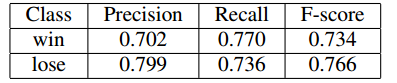 Class Precision Recall F-score
win 0.702 0.770 0.734
lose 0.799 0.736 0.766